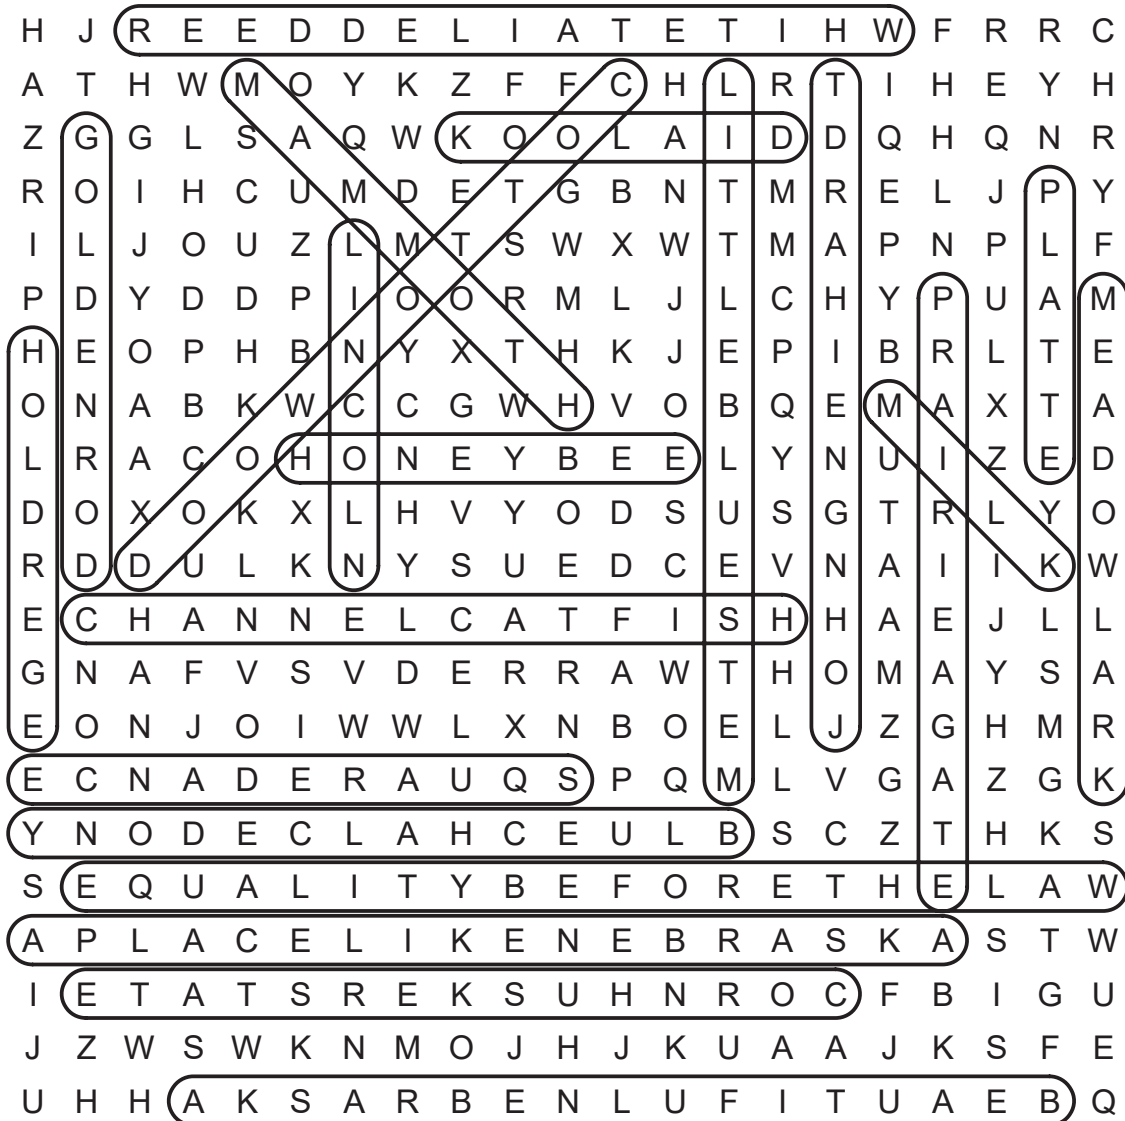 H J R E E D D E L I A T E T I H W F R R C
A T H W M O Y K Z F F C H L R T I H E Y H
Z G G L S A Q W K O O L A I D D Q H Q N R
R O I H C U M D E T G B N T M R E L J P Y
I L J O U Z L M T S W X W T M A P N P L F
P D Y D D P I O O R M L J L C H Y P U A M
H E O P H B N Y X T H K J E P I B R L T E
O N A B K W C C G W H V O B Q E M A X T A
L R A C O H O N E Y B E E L Y N U I Z E D
D O X O K X L H V Y O D S U S G T R L Y O
R D D U L K N Y S U E D C E V N A I I K W
E C H A N N E L C A T F I S H H A E J L L
G N A F V S V D E R R A W T H O M A Y S A
E O N J O I W W L X N B O E L J Z G H M R
E C N A D E R A U Q S P Q M L V G A Z G K
Y N O D E C L A H C E U L B S C Z T H K S
S E Q U A L I T Y B E F O R E T H E L A W
A P L A C E L I K E N E B R A S K A S T W
I E T A T S R E K S U H N R O C F B I G U
J Z W S W K N M O J H J K U A A J K S F E
U H H A K S A R B E N L U F I T U A E B Q